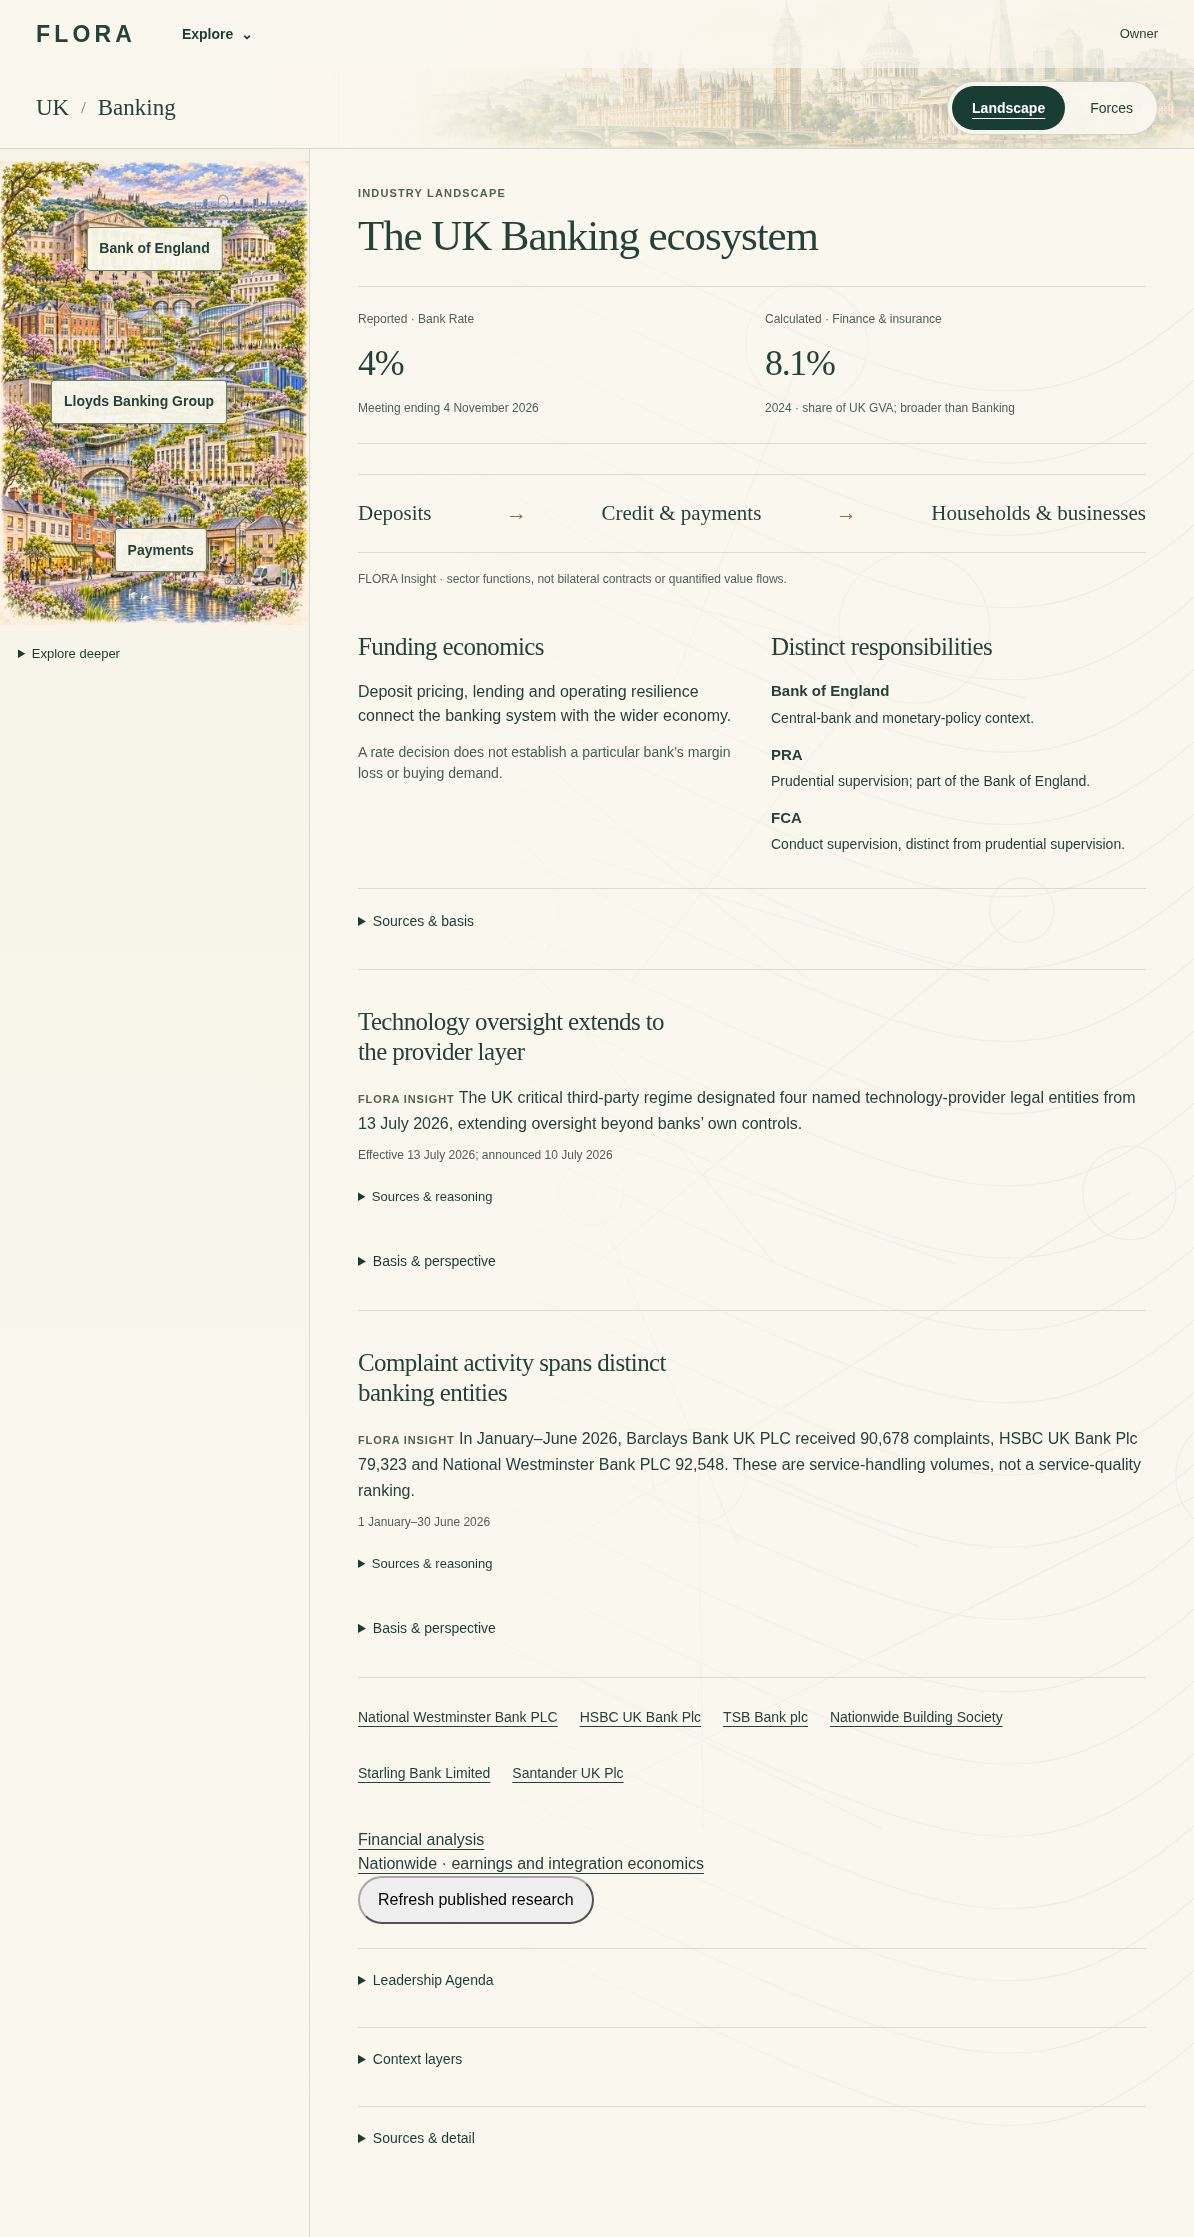 FLORA
Explore
Owner
UK / Banking
Landscape
Forces
Bank of England
Lloyds Banking Group
Payments
▶ Explore deeper
INDUSTRY LANDSCAPE
The UK Banking ecosystem
Reported · Bank Rate
4%
Meeting ending 4 November 2026
Calculated · Finance & insurance
8.1%
2024 · share of UK GVA; broader than Banking
Deposits → Credit & payments → Households & businesses
FLORA Insight · sector functions, not bilateral contracts or quantified value flows.
Funding economics
Deposit pricing, lending and operating resilience
connect the banking system with the wider economy.
A rate decision does not establish a particular bank’s margin
loss or buying demand.
Distinct responsibilities
Bank of England
Central-bank and monetary-policy context.
PRA
Prudential supervision; part of the Bank of England.
FCA
Conduct supervision, distinct from prudential supervision.
▶ Sources & basis
Technology oversight extends to
the provider layer
FLORA INSIGHT The UK critical third-party regime designated four named technology-provider legal entities from
13 July 2026, extending oversight beyond banks’ own controls.
Effective 13 July 2026; announced 10 July 2026
▶ Sources & reasoning
▶ Basis & perspective
Complaint activity spans distinct
banking entities
FLORA INSIGHT In January–June 2026, Barclays Bank UK PLC received 90,678 complaints, HSBC UK Bank Plc
79,323 and National Westminster Bank PLC 92,548. These are service-handling volumes, not a service-quality
ranking.
1 January–30 June 2026
▶ Sources & reasoning
▶ Basis & perspective
National Westminster Bank PLC HSBC UK Bank Plc TSB Bank plc Nationwide Building Society
Starling Bank Limited Santander UK Plc
Financial analysis
Nationwide · earnings and integration economics
Refresh published research
▶ Leadership Agenda
▶ Context layers
▶ Sources & detail